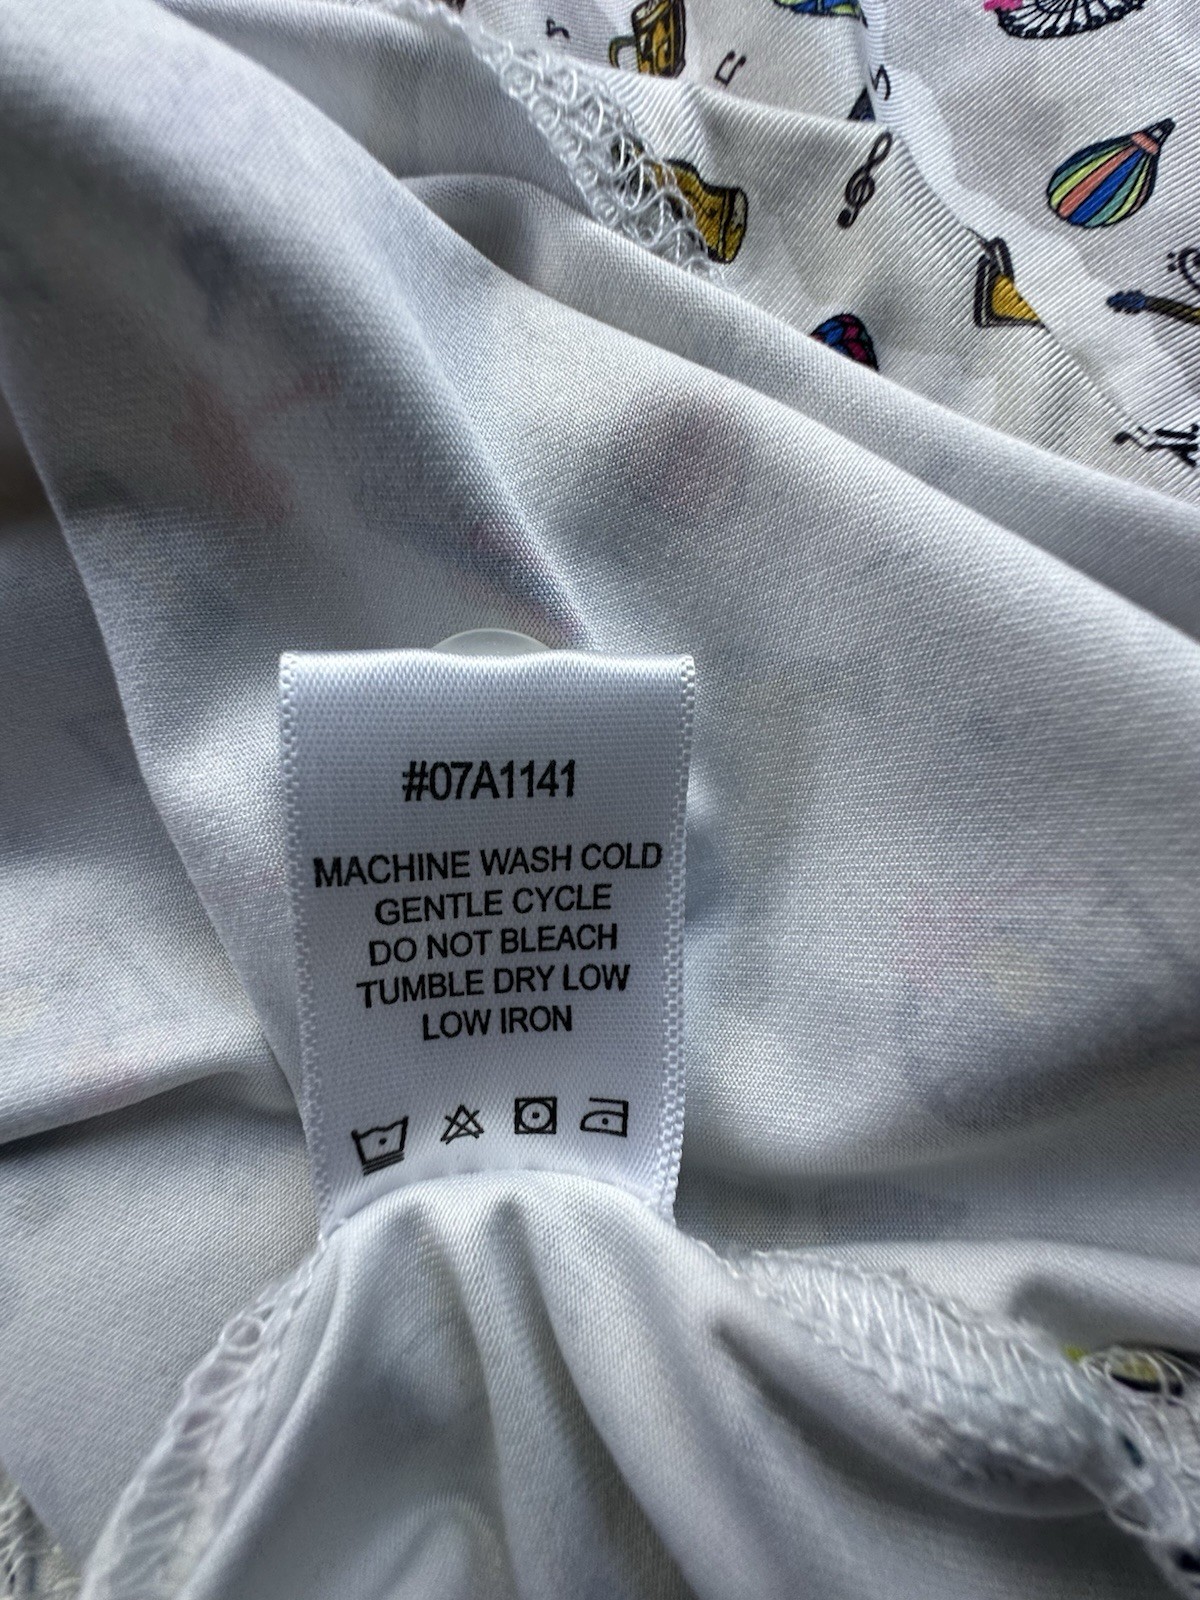 #07A1141
MACHINE WASH COLD
GENTLE CYCLE
DO NOT BLEACH
TUMBLE DRY LOW
LOW IRON